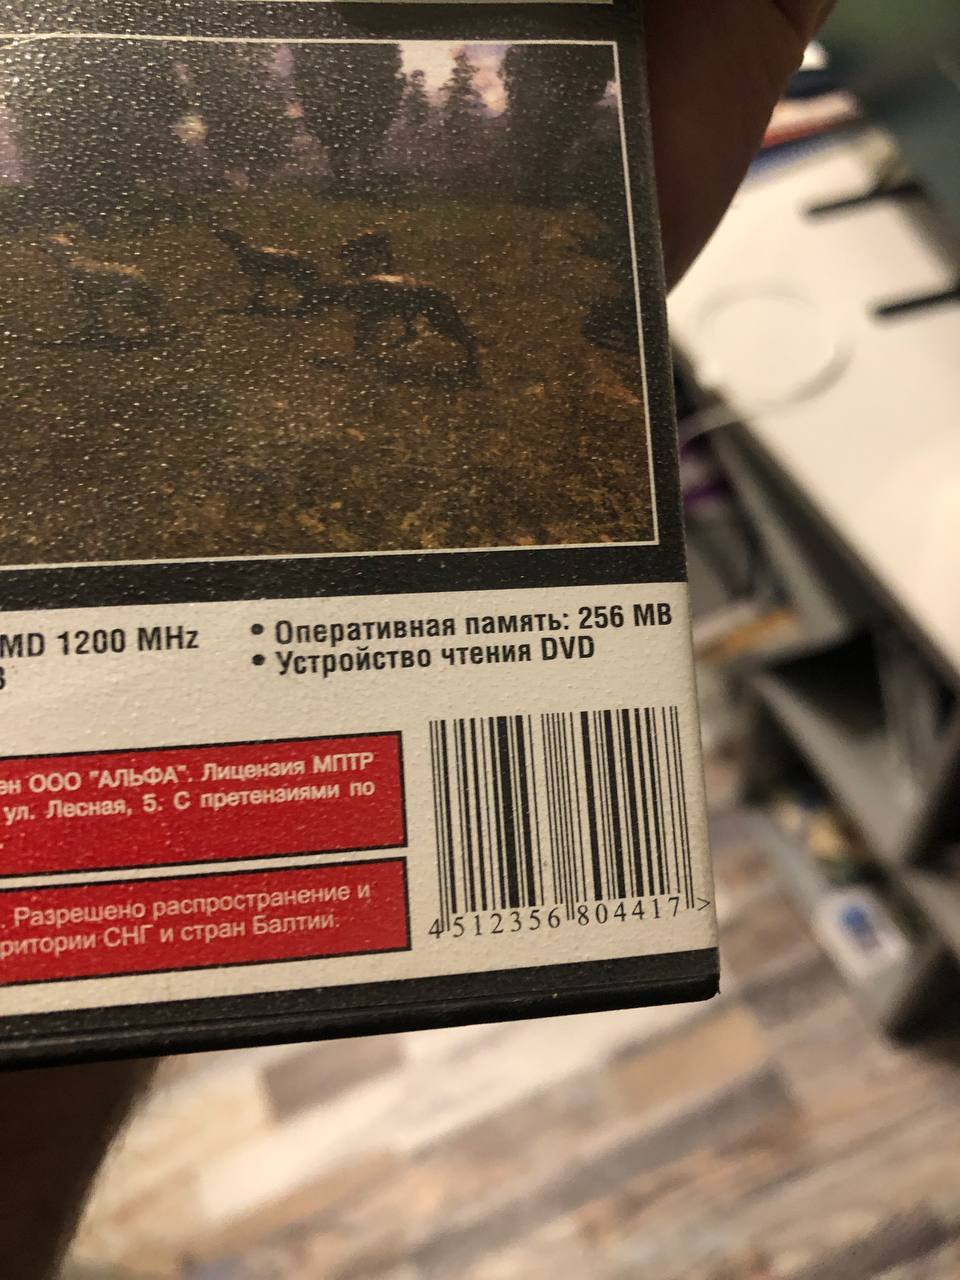 MD 1200 MHz
• Оперативная память: 256 MB
• Устройство чтения DVD
ен ООО "АЛЬФА". Лицензия МПТР
ул. Лесная, 5. С претензиями по
. Разрешено распространение и
ритории СНГ и стран Балтии.
4 512356 804417 >